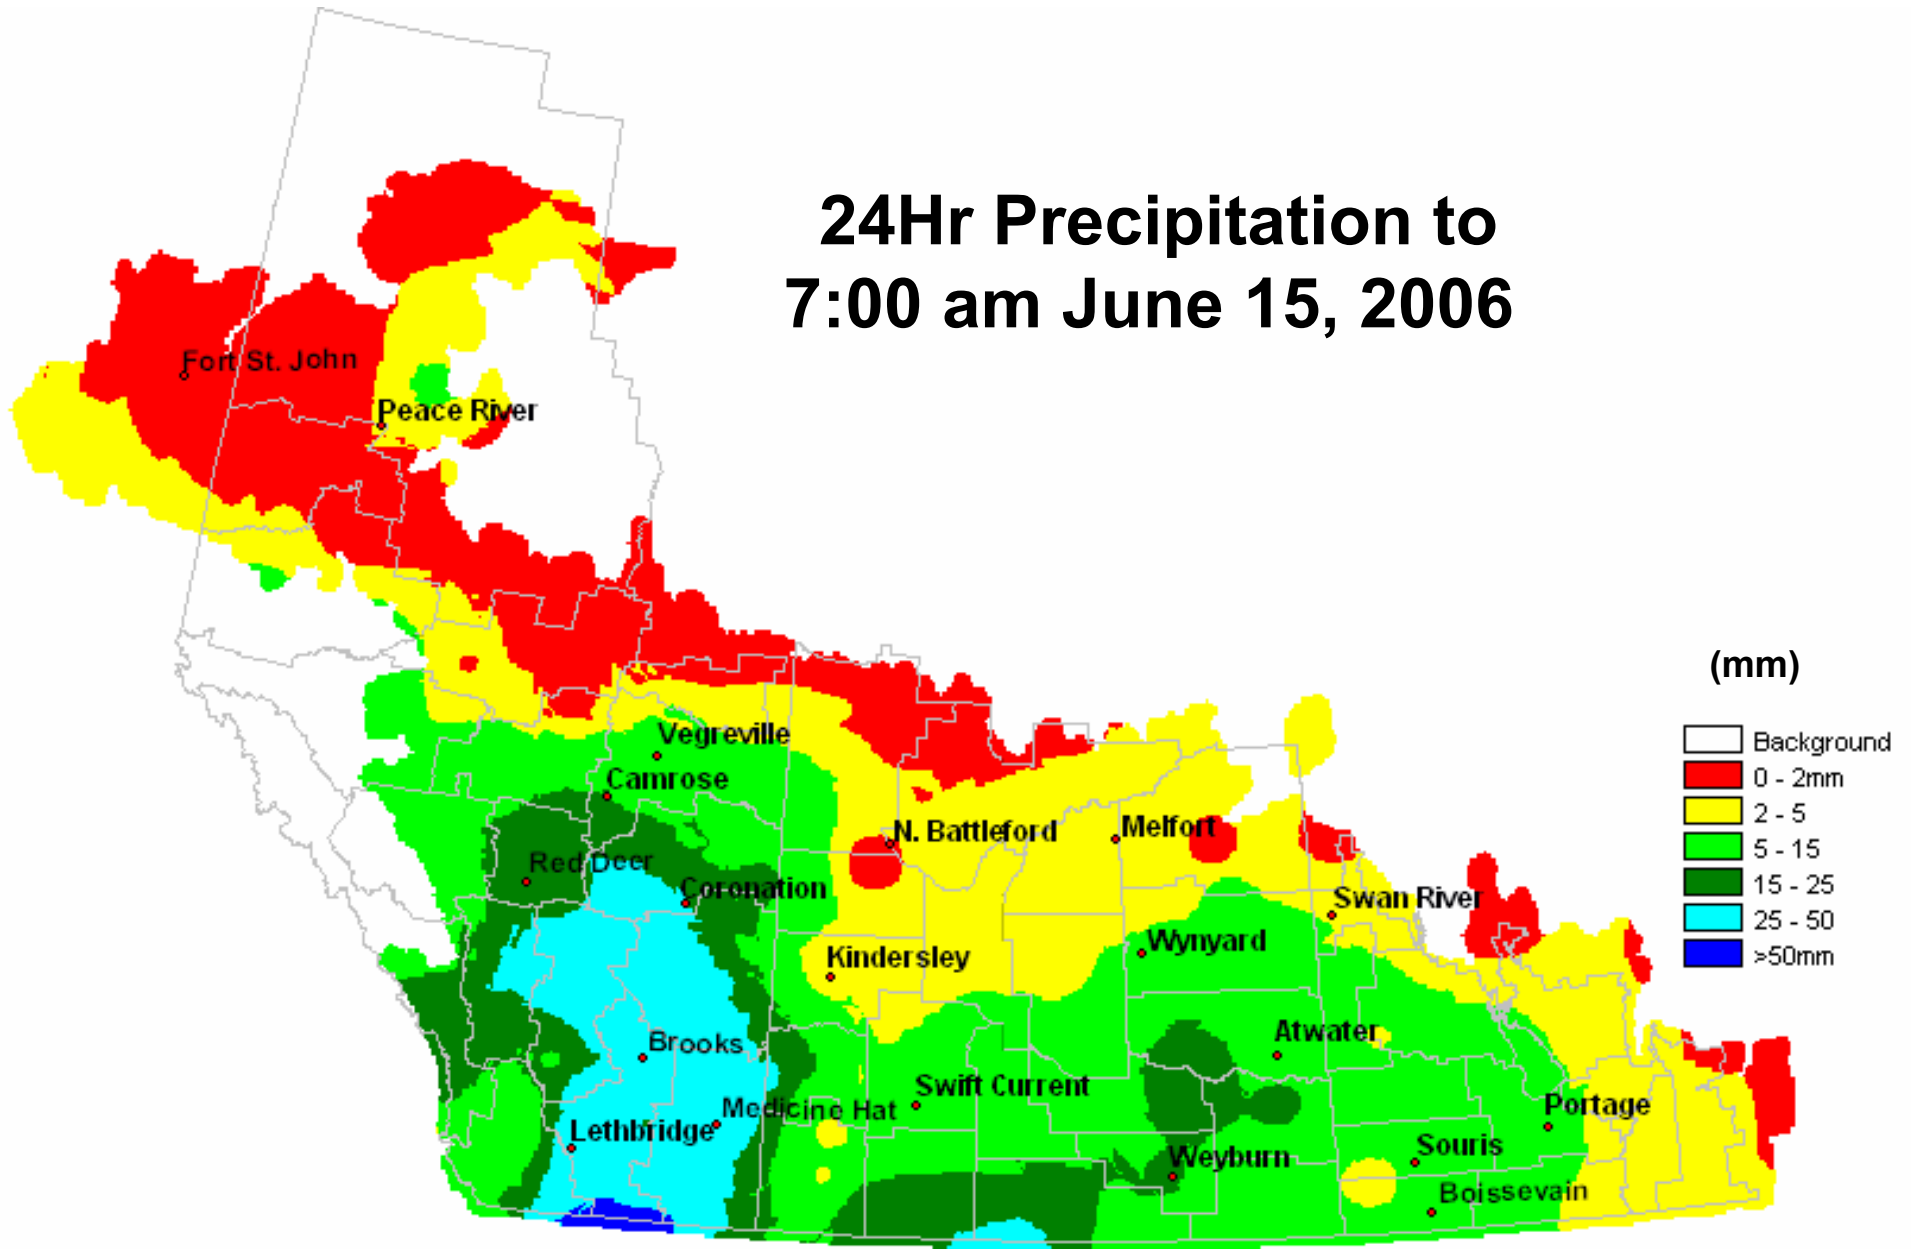 24Hr Precipitation to
7:00 am June 15, 2006
Fort St. John
Peace River
(mm)
Background
0 - 2mm
2 - 5
5 - 15
15 - 25
25 - 50
>50mm
Vegreville
Camrose
N. Battleford
Melfort
Red Deer
Coronation
Swan River
Kindersley
Wynyard
Brooks
Atwater
Swift Current
Medicine Hat
Lethbridge
Portage
Souris
Weyburn
Boissevain